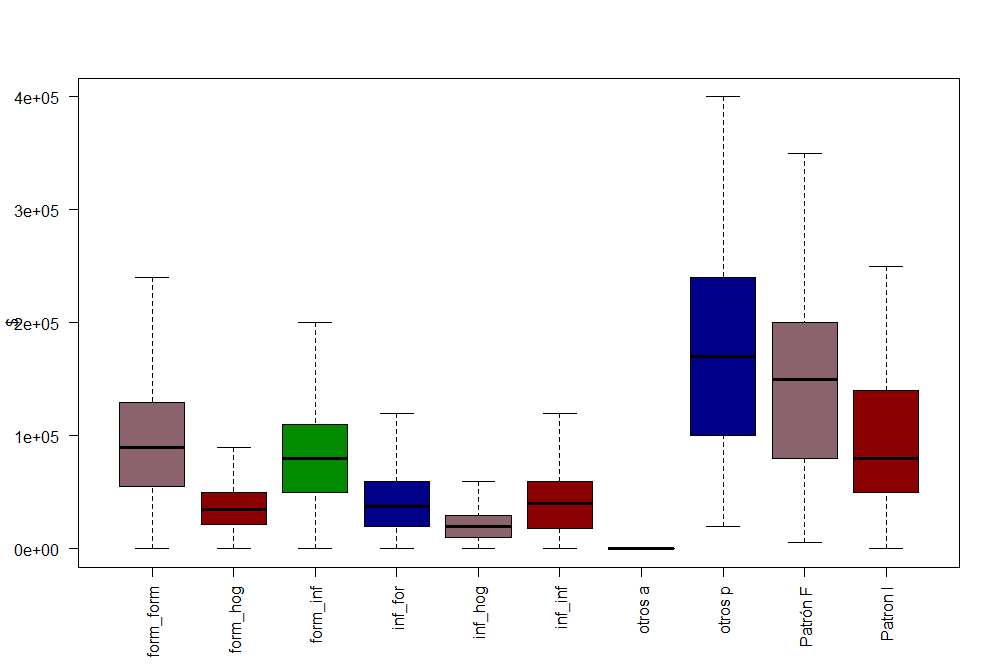 4e+05
3e+05
2e+05
1e+05
0e+00
$
form_form
form_hog
form_inf
inf_for
inf_hog
inf_inf
otros a
otros p
Patrón F
Patron I